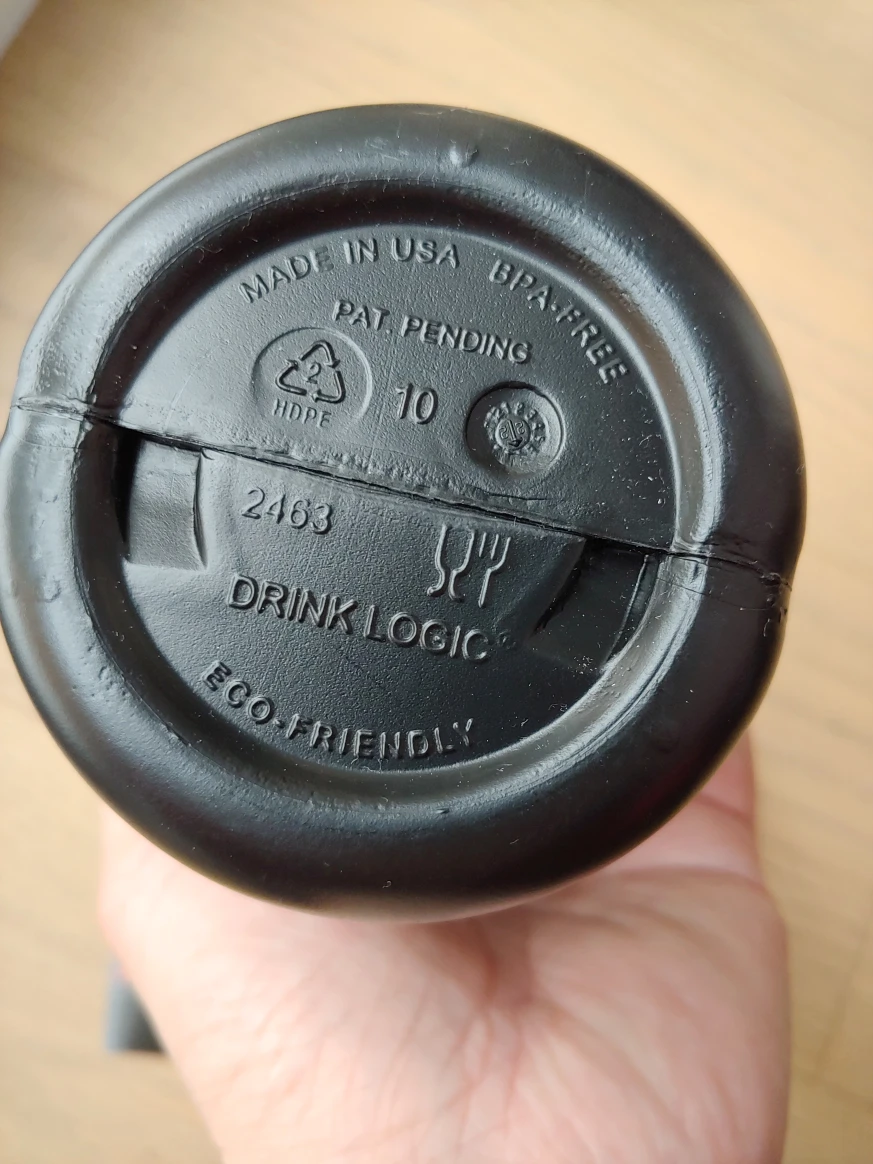 MADE IN USA BPA-FREE
PAT. PENDING
2
HDPE
10
2463
DRINK LOGIC
ECO-FRIENDLY